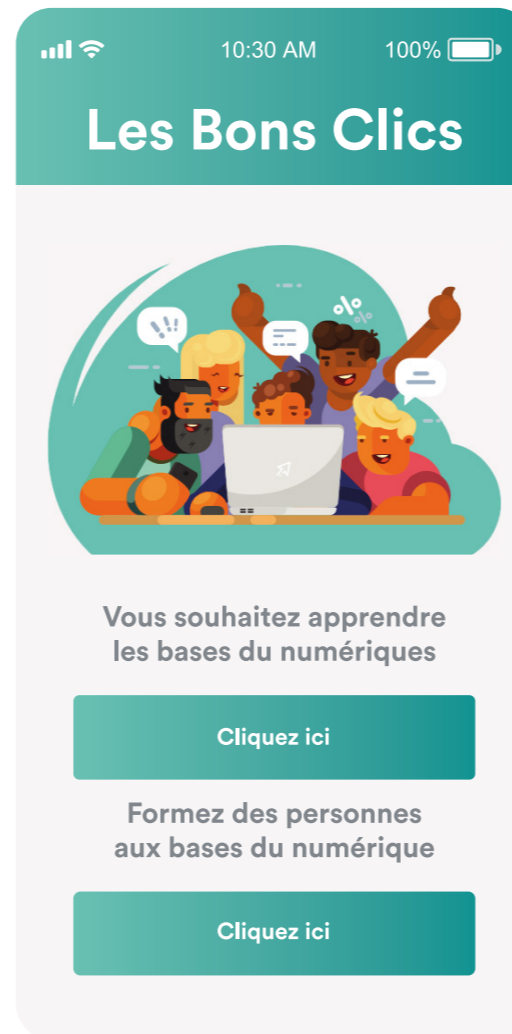 10:30 AM 100%
Les Bons Clics
%
Vous souhaitez apprendre
les bases du numériques
Cliquez ici
Formez des personnes
aux bases du numérique
Cliquez ici